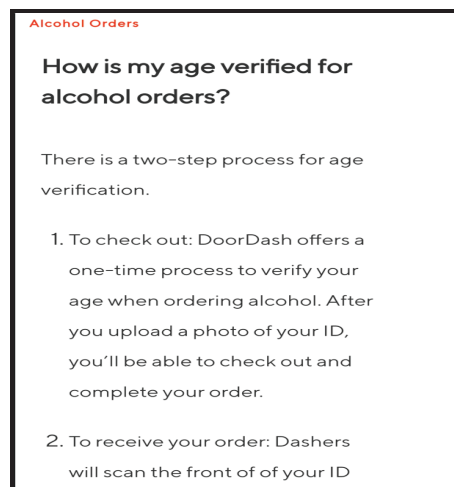 Alcohol Orders
How is my age verified for
alcohol orders?
There is a two-step process for age
verification.
1. To check out: DoorDash offers a
one-time process to verify your
age when ordering alcohol. After
you upload a photo of your ID,
you'll be able to check out and
complete your order.
2. To receive your order: Dashers
will scan the front of of your ID